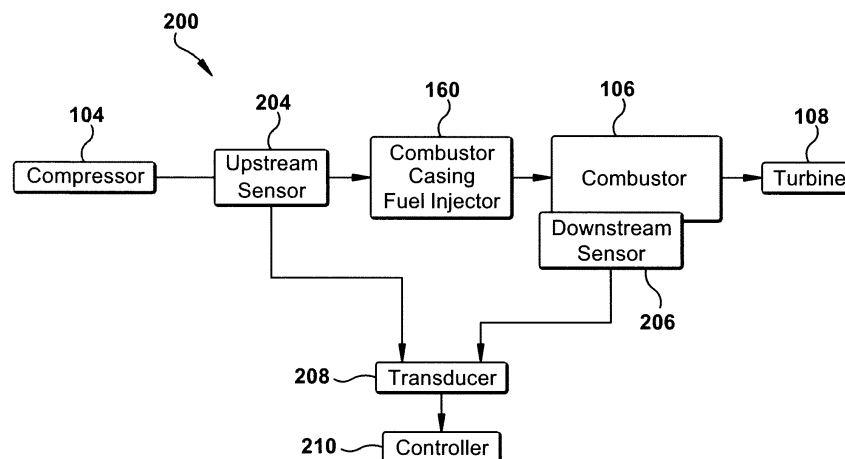 200
104
204
160
106
108
Compressor
Upstream
Sensor
Combustor
Casing
Fuel Injector
Combustor
Turbine
Downstream
Sensor
206
208
Transducer
210
Controller